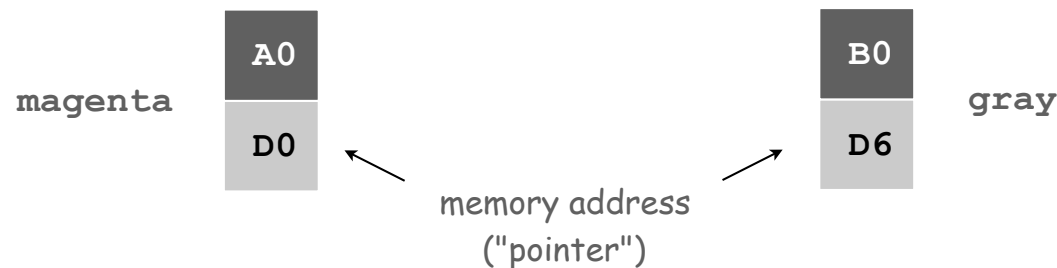 A0
B0
magenta
gray
D0
D6
memory address
("pointer")